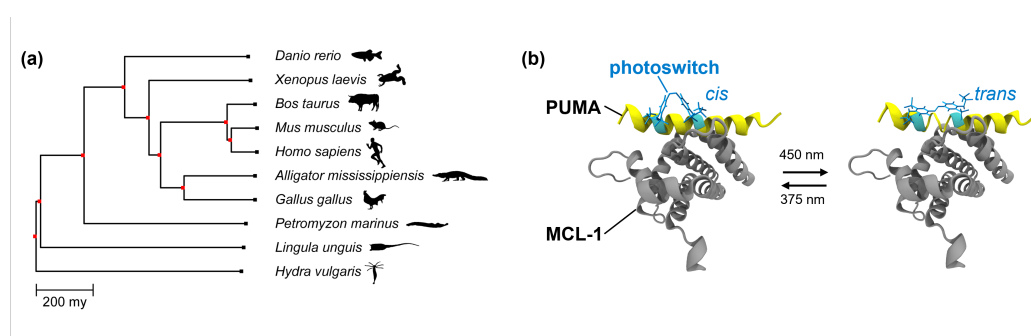 (a)
Danio rerio
Xenopus laevis
Bos taurus
Mus musculus
Homo sapiens
Alligator mississippiensis
Gallus gallus
Petromyzon marinus
Lingula unguis
Hydra vulgaris
200 my
(b)
photoswitch
cis
PUMA
MCL-1
450 nm
375 nm
trans